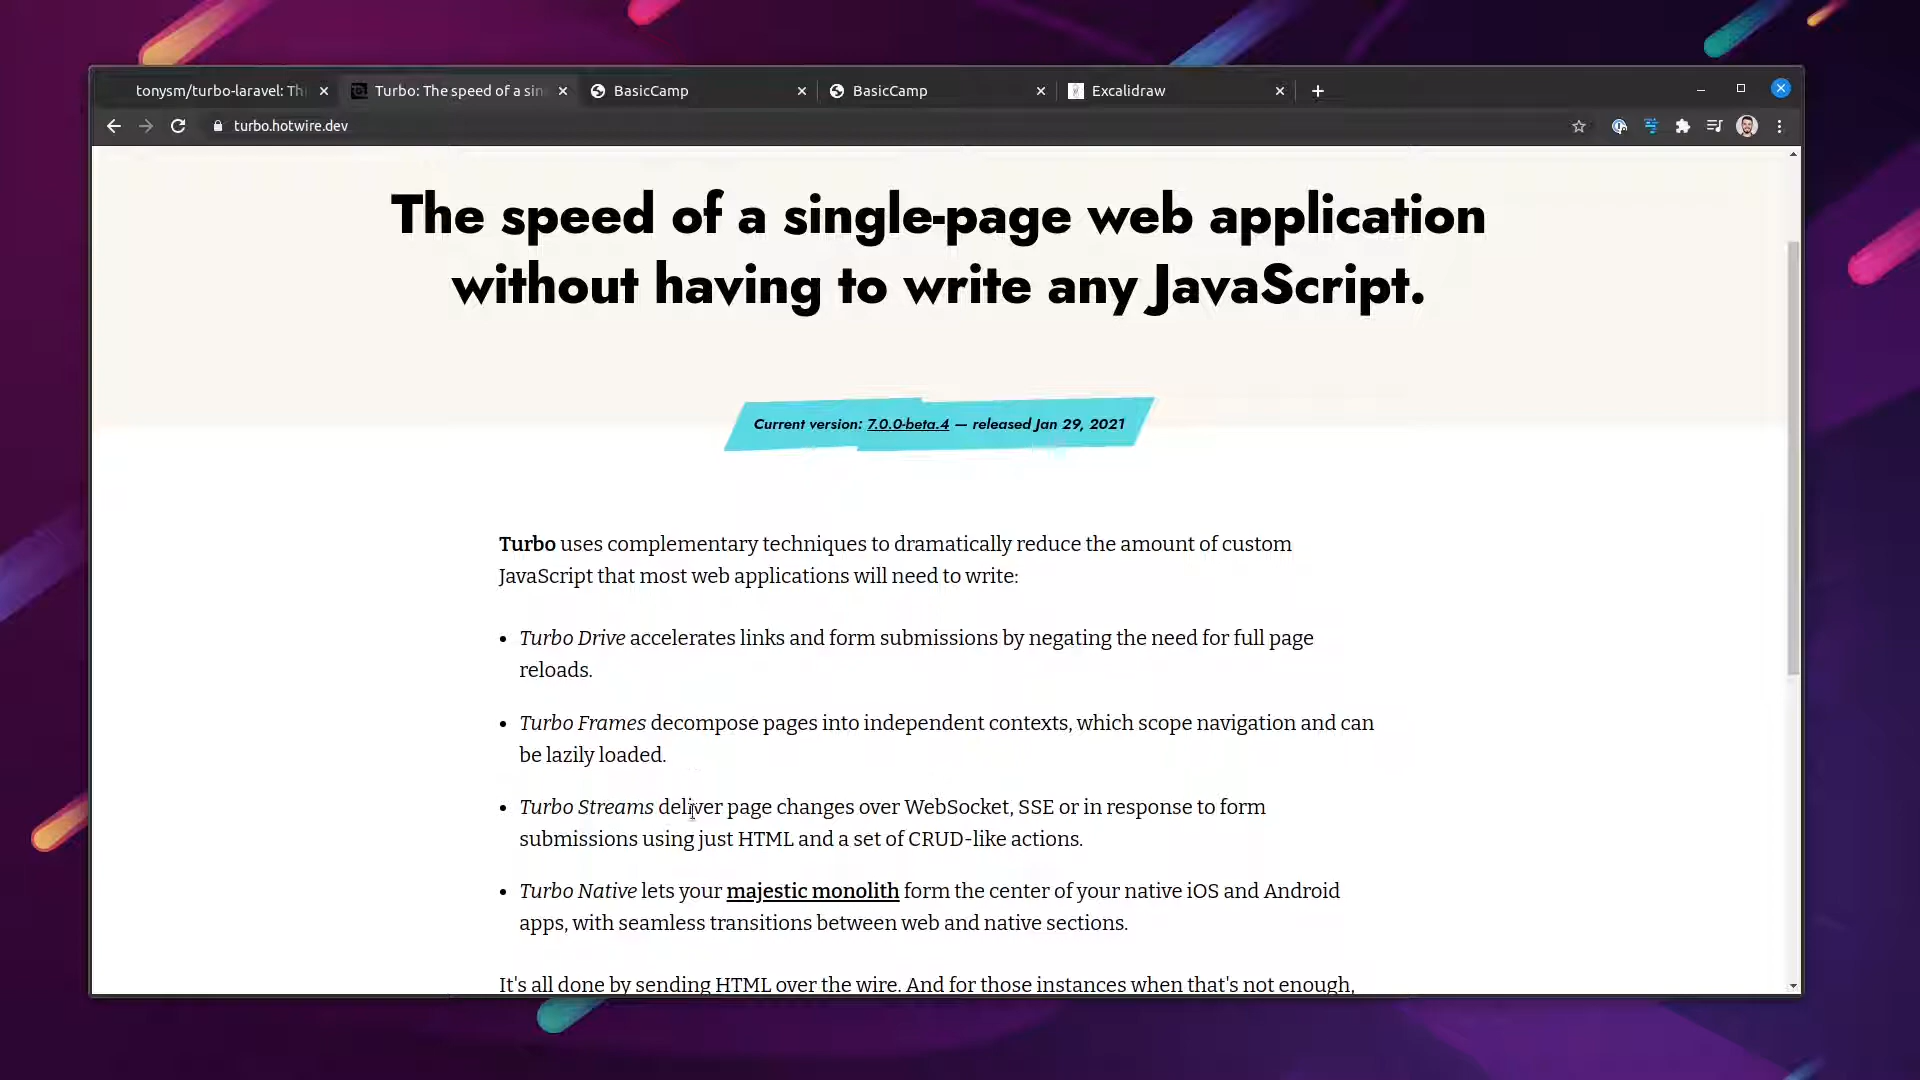 tonysm/turbo-laravel: Th
Turbo: The speed of a sin
BasicCamp
BasicCamp
Excalidraw
turbo.hotwire.dev
The speed of a single-page web application
without having to write any JavaScript.
Current version: 7.0.0-beta.4 — released Jan 29, 2021
Turbo uses complementary techniques to dramatically reduce the amount of custom
JavaScript that most web applications will need to write:
• Turbo Drive accelerates links and form submissions by negating the need for full page
reloads.
• Turbo Frames decompose pages into independent contexts, which scope navigation and can
be lazily loaded.
• Turbo Streams deliver page changes over WebSocket, SSE or in response to form
submissions using just HTML and a set of CRUD-like actions.
• Turbo Native lets your majestic monolith form the center of your native iOS and Android
apps, with seamless transitions between web and native sections.
It's all done by sending HTML over the wire. And for those instances when that's not enough,